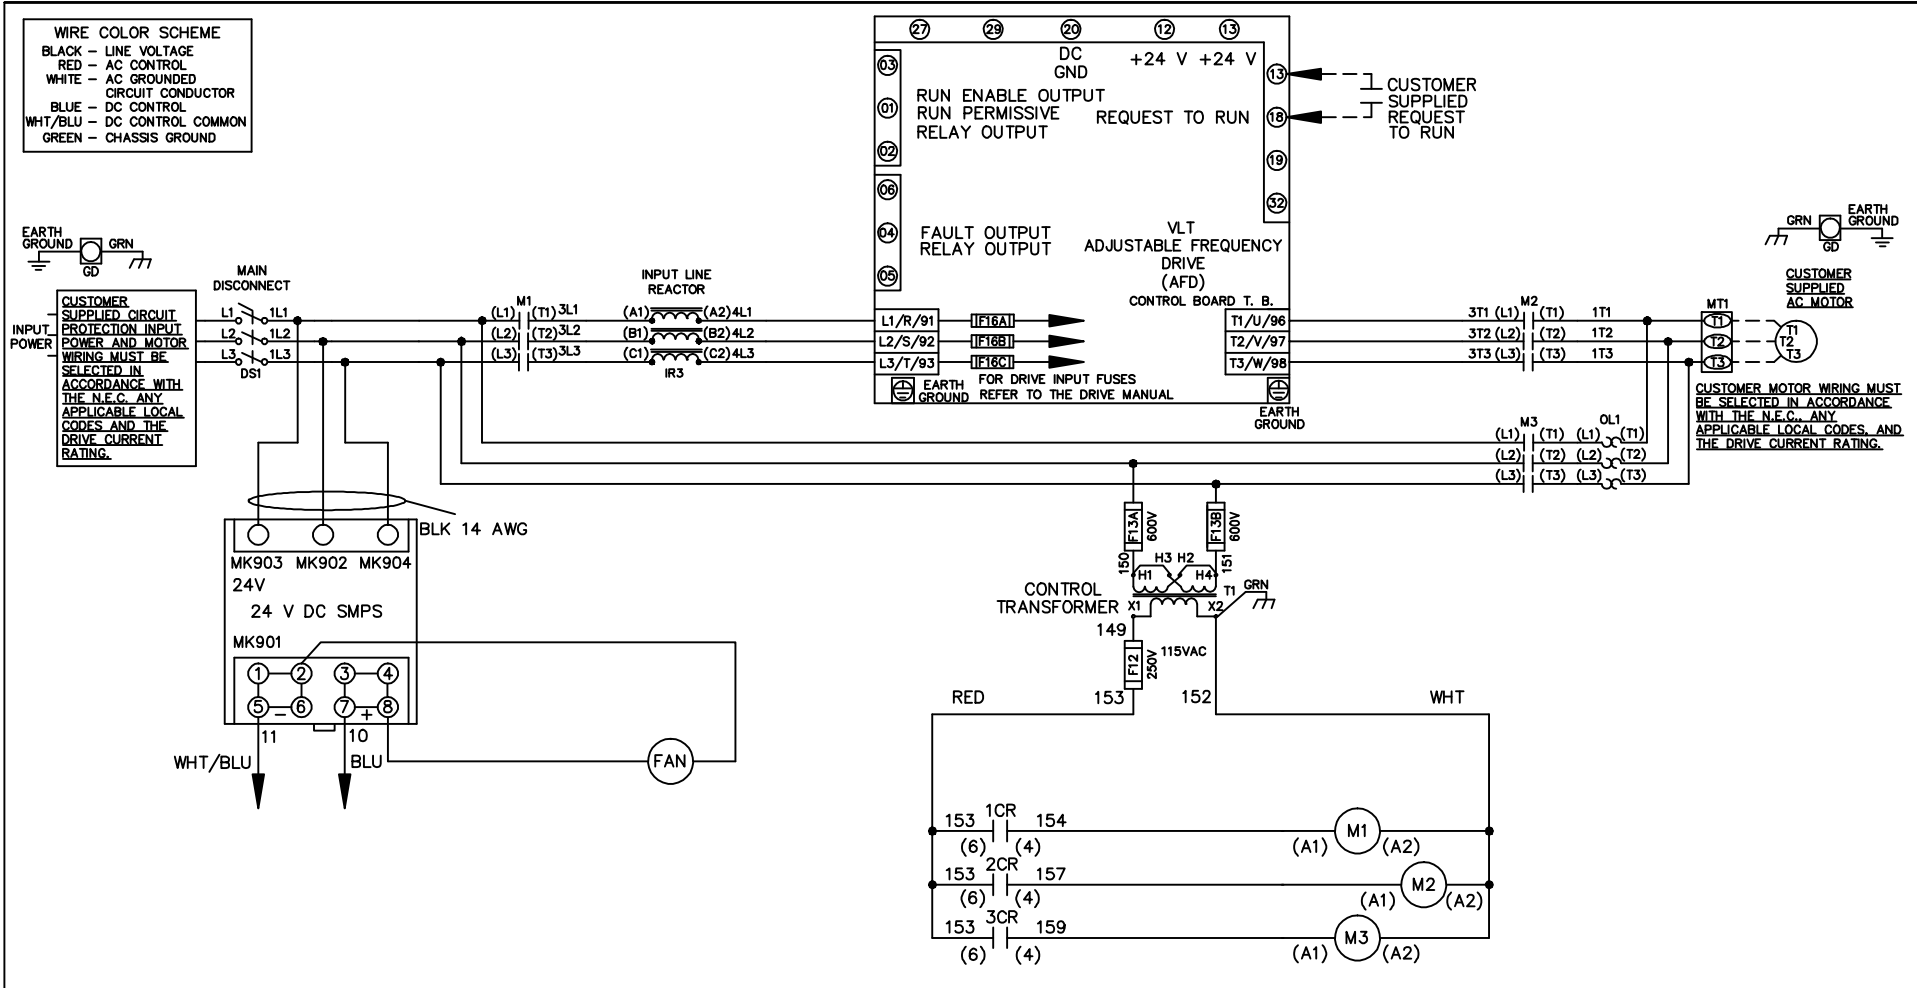 WIRE COLOR SCHEME
BLACK – LINE VOLTAGE
RED – AC CONTROL
WHITE – AC GROUNDED
CIRCUIT CONDUCTOR
BLUE – DC CONTROL
WHT/BLU – DC CONTROL COMMON
GREEN – CHASSIS GROUND
27 29 20 12 13
DC
GND
+24 V +24 V
03
01
02
06
04
05
13
18
19
32
RUN ENABLE OUTPUT
RUN PERMISSIVE
RELAY OUTPUT
REQUEST TO RUN
CUSTOMER
SUPPLIED
REQUEST
TO RUN
FAULT OUTPUT
RELAY OUTPUT
VLT
ADJUSTABLE FREQUENCY
DRIVE
(AFD)
CONTROL BOARD T. B.
EARTH
GROUND
GRN
GD
MAIN
DISCONNECT
INPUT
POWER
CUSTOMER
SUPPLIED CIRCUIT
PROTECTION INPUT
POWER AND MOTOR
WIRING MUST BE
SELECTED IN
ACCORDANCE WITH
THE N.E.C. ANY
APPLICABLE LOCAL
CODES AND THE
DRIVE CURRENT
RATING.
L1 1L1
L2 1L2
L3 1L3
DS1
M1
(L1) (T1) 3L1
(L2) (T2) 3L2
(L3) (T3) 3L3
INPUT LINE
REACTOR
(A1) (A2) 4L1
(B1) (B2) 4L2
(C1) (C2) 4L3
IR3
L1/R/91 F16A
L2/S/92 F16B
L3/T/93 F16C
EARTH
GROUND
FOR DRIVE INPUT FUSES
REFER TO THE DRIVE MANUAL
T1/U/96
T2/V/97
T3/W/98
EARTH
GROUND
M2
3T1 (L1) (T1) 1T1
3T2 (L2) (T2) 1T2
3T3 (L3) (T3) 1T3
GRN
EARTH
GROUND
GD
CUSTOMER
SUPPLIED
AC MOTOR
MT1
T1
T2
T3
T1
T2
T3
CUSTOMER MOTOR WIRING MUST
BE SELECTED IN ACCORDANCE
WITH THE N.E.C., ANY
APPLICABLE LOCAL CODES, AND
THE DRIVE CURRENT RATING.
M3 OL1
(L1) (T1) (L1) (T1)
(L2) (T2) (L2) (T2)
(L3) (T3) (L3) (T3)
BLK 14 AWG
MK903 MK902 MK904
24V
24 V DC SMPS
MK901
1 2 3 4
5 – 6 7 + 8
11 10
WHT/BLU BLU
FAN
F13A 600V
F13B 600V
150 151
H3 H2
H1 H4
CONTROL
TRANSFORMER
T1 GRN
X1 X2
149
F12 250V
115VAC
RED 153 152 WHT
153 1CR 154 M1
(6) (4) (A1) (A2)
153 2CR 157 M2
(6) (4) (A1) (A2)
153 3CR 159 M3
(6) (4) (A1) (A2)